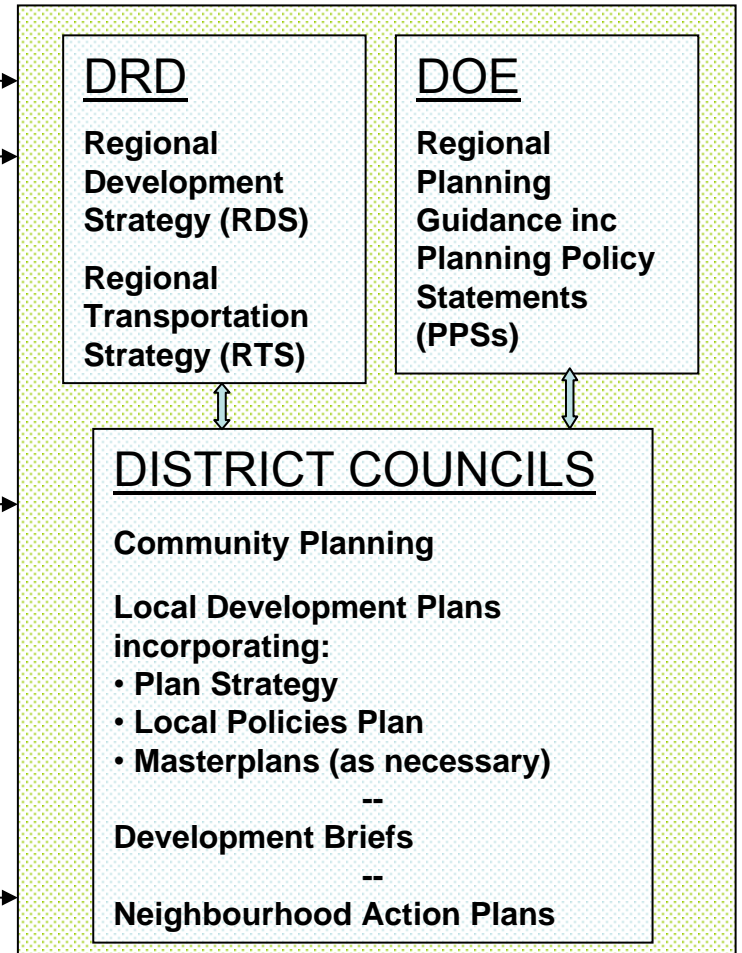 DRD
Regional
Development
Strategy (RDS)
Regional
Transportation
Strategy (RTS)
DOE
Regional
Planning
Guidance inc
Planning Policy
Statements
(PPSs)
DISTRICT COUNCILS
Community Planning
Local Development Plans
incorporating:
• Plan Strategy
• Local Policies Plan
• Masterplans (as necessary)
--
Development Briefs
--
Neighbourhood Action Plans